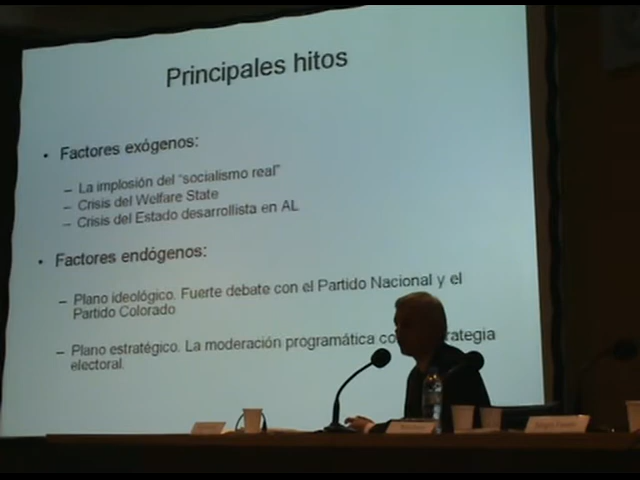 Principales hitos
• Factores exógenos:
– La implosión del "socialismo real"
– Crisis del Welfare State
– Crisis del Estado desarrollista en AL
• Factores endógenos:
– Plano ideológico. Fuerte debate con el Partido Nacional y el
Partido Colorado
– Plano estratégico. La moderación programática
electoral.